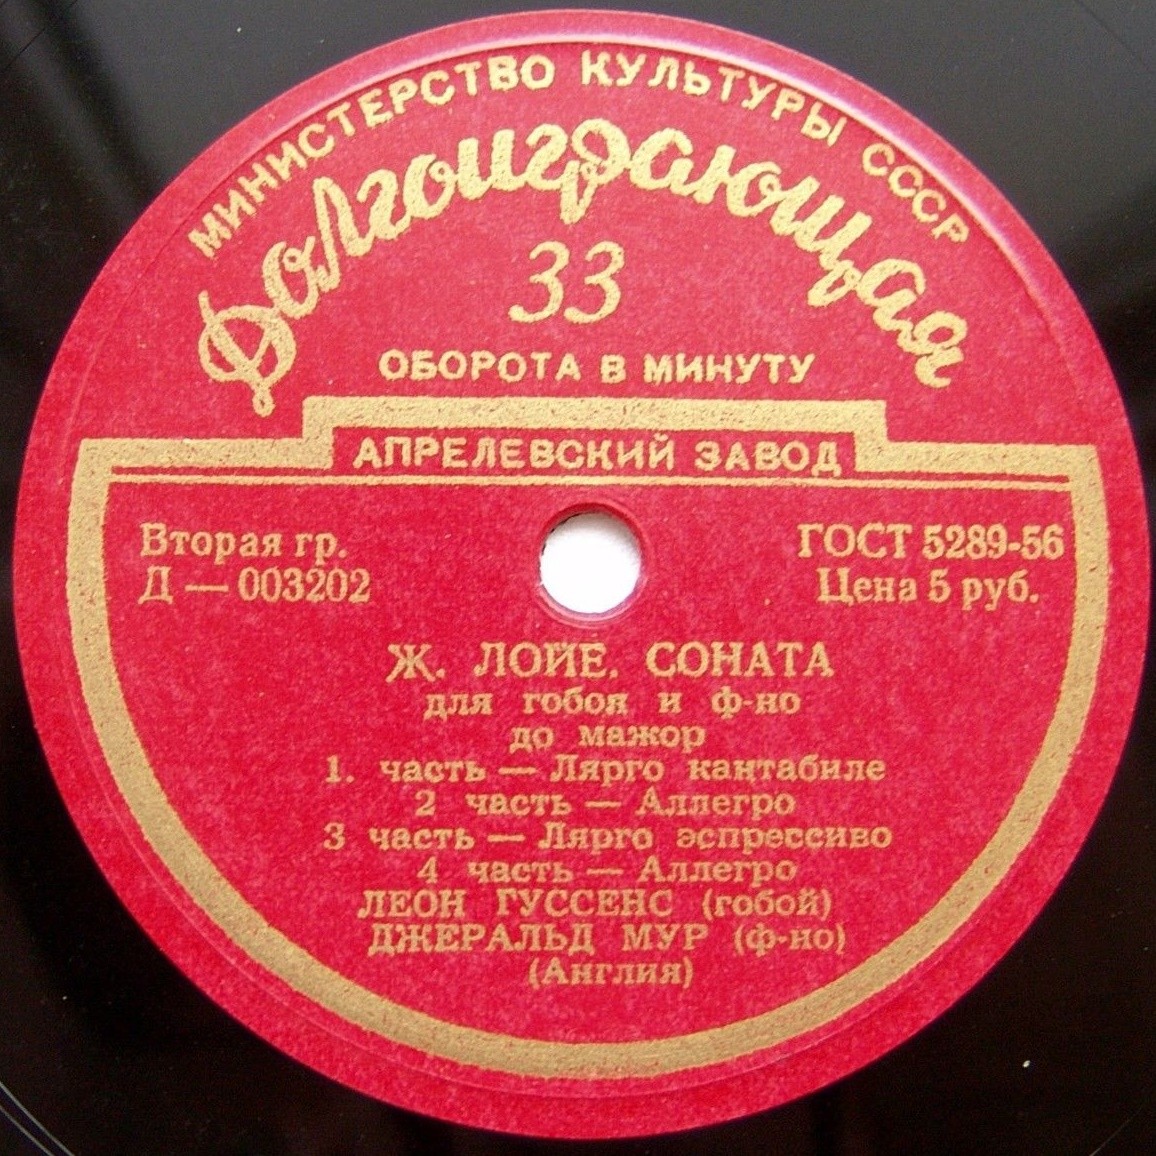 МИНИСТЕРСТВО КУЛЬТУРЫ СССР
Долгоиграющая
33
ОБОРОТА В МИНУТУ
АПРЕЛЕВСКИЙ ЗАВОД
Вторая гр.
Д — 003202
ГОСТ 5289-56
Цена 5 руб.
Ж. ЛОЙЕ. СОНАТА
для гобоя и ф-но
до мажор
1. часть — Лярго кантабиле
2 часть — Аллегро
3 часть — Лярго эспрессиво
4 часть — Аллегро
ЛЕОН ГУССЕНС (гобой)
ДЖЕРАЛЬД МУР (ф-но)
(Англия)